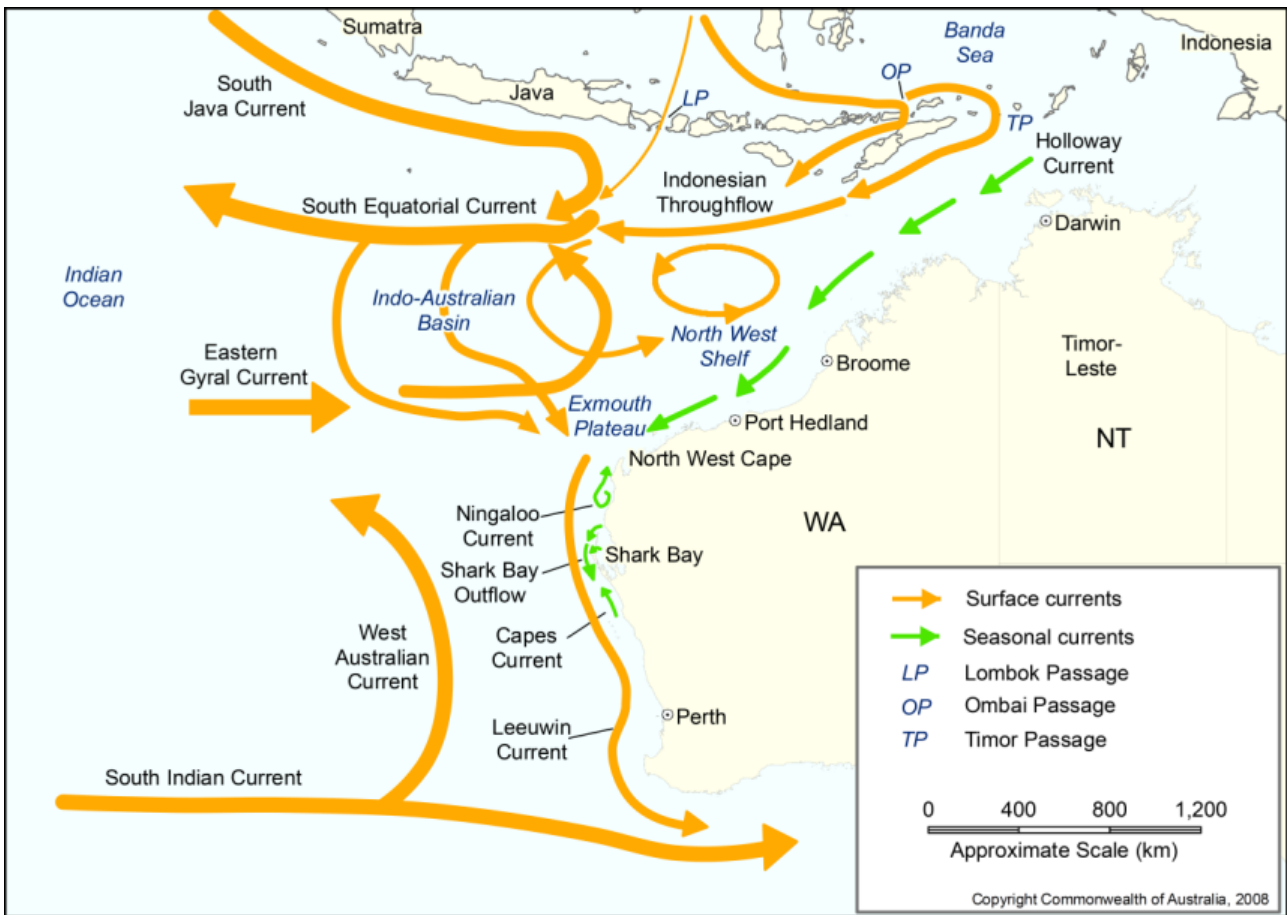 Sumatra
Banda
Sea
Indonesia
South
Java Current
Java
LP
OP
TP
Holloway
Current
Indonesian
Throughflow
South Equatorial Current
Darwin
Indian
Ocean
Indo-Australian
Basin
North West
Shelf
Timor-
Leste
Broome
Eastern
Gyral Current
Exmouth
Plateau
Port Hedland
NT
North West Cape
WA
Ningaloo
Current
Shark Bay
Shark Bay
Outflow
Capes
Current
West
Australian
Current
Perth
Leeuwin
Current
South Indian Current
Surface currents
Seasonal currents
LP Lombok Passage
OP Ombai Passage
TP Timor Passage
0 400 800 1,200
Approximate Scale (km)
Copyright Commonwealth of Australia, 2008